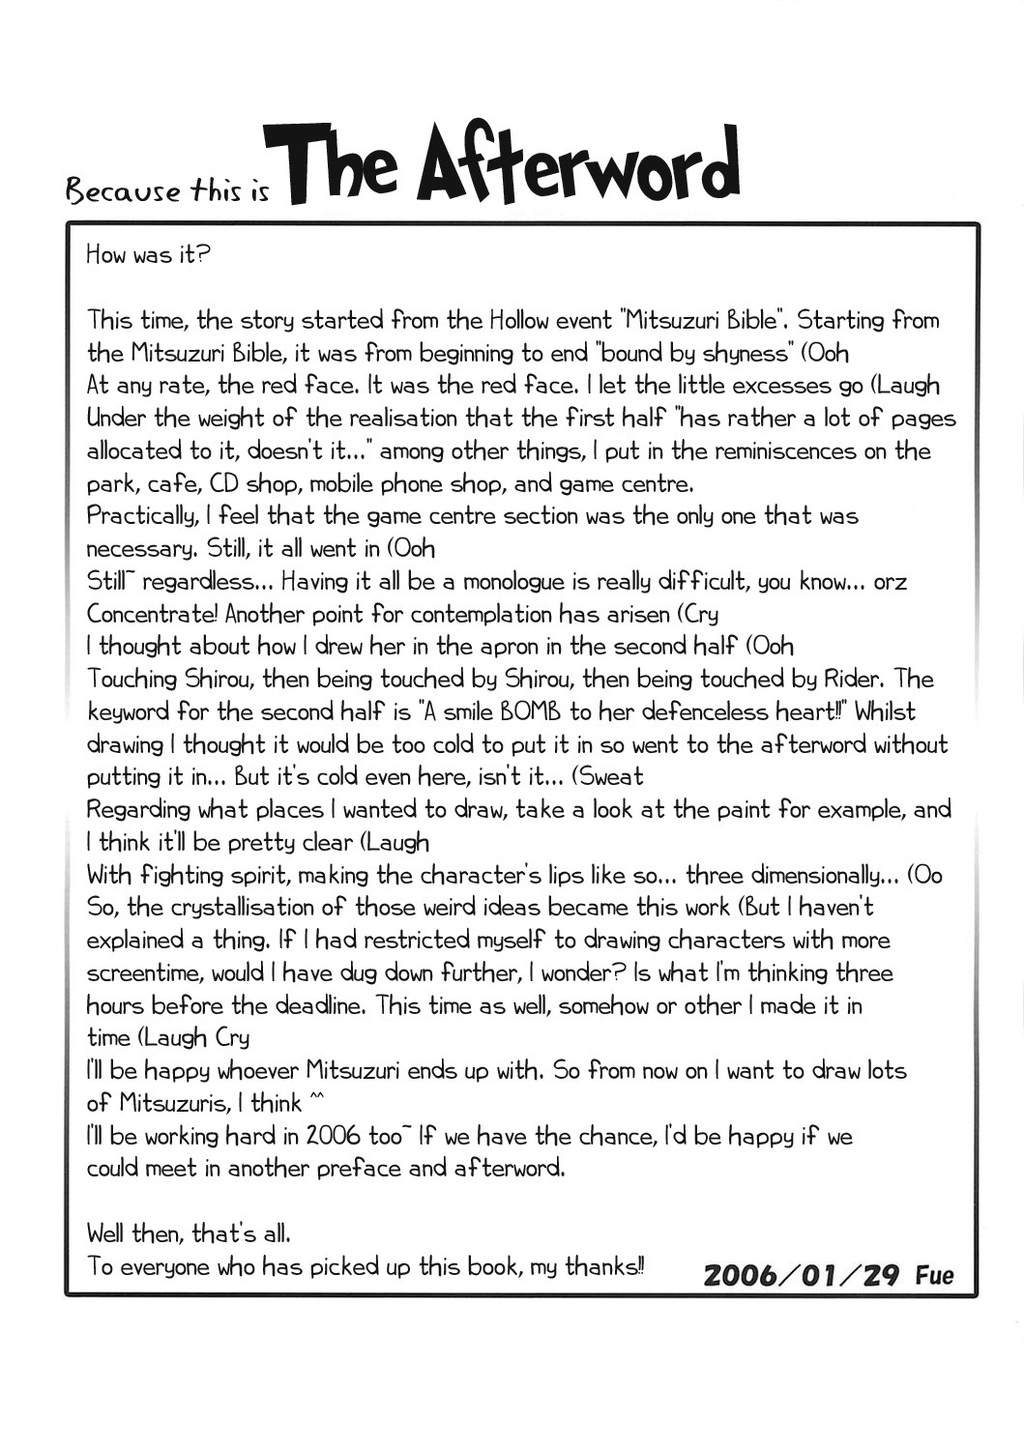 Because this is The Afterword
How was it?
This time, the story started from the Hollow event "Mitsuzuri Bible". Starting from
the Mitsuzuri Bible, it was from beginning to end "bound by shyness" (Ooh
At any rate, the red face. It was the red face. I let the little excesses go (Laugh
Under the weight of the realisation that the first half "has rather a lot of pages
allocated to it, doesn't it..." among other things, I put in the reminiscences on the
park, cafe, CD shop, mobile phone shop, and game centre.
Practically, I feel that the game centre section was the only one that was
necessary. Still, it all went in (Ooh
Still~ regardless... Having it all be a monologue is really difficult, you know... orz
Concentrate! Another point for contemplation has arisen (Cry
I thought about how I drew her in the apron in the second half (Ooh
Touching Shirou, then being touched by Shirou, then being touched by Rider. The
keyword for the second half is "A smile BOMB to her defenceless heart!!" Whilst
drawing I thought it would be too cold to put it in so went to the afterword without
putting it in... But it's cold even here, isn't it... (Sweat
Regarding what places I wanted to draw, take a look at the paint for example, and
I think it'll be pretty clear (Laugh
With fighting spirit, making the character's lips like so... three dimensionally... (Oo
So, the crystallisation of those weird ideas became this work (But I haven't
explained a thing. If I had restricted myself to drawing characters with more
screentime, would I have dug down further, I wonder? Is what I'm thinking three
hours before the deadline. This time as well, somehow or other I made it in
time (Laugh Cry
I'll be happy whoever Mitsuzuri ends up with. So from now on I want to draw lots
of Mitsuzuris, I think ^^
I'll be working hard in 2006 too~ If we have the chance, I'd be happy if we
could meet in another preface and afterword.
Well then, that's all.
To everyone who has picked up this book, my thanks!!
2006/01/29 Fue